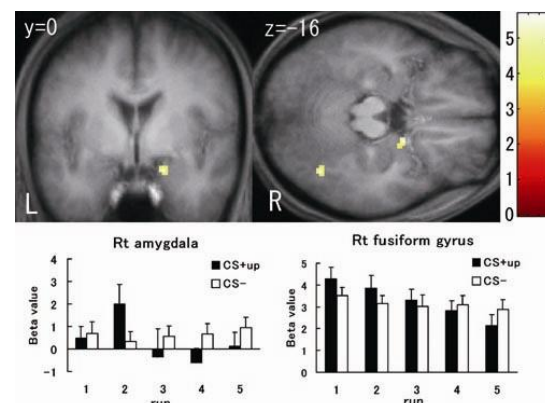 y=0
z=-16
L
R
5
4
3
2
1
0
Rt amygdala
Beta value
4
3
2
1
0
-1
CS+up
CS-
1 2 3 4 5
run
Rt fusiform gyrus
Beta value
5
4
3
2
1
0
CS+up
CS-
1 2 3 4 5
run